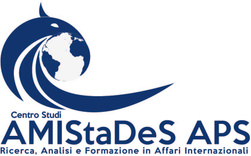 Centro Studi
AMIStaDeS APS
Ricerca, Analisi e Formazione in Affari Internazionali